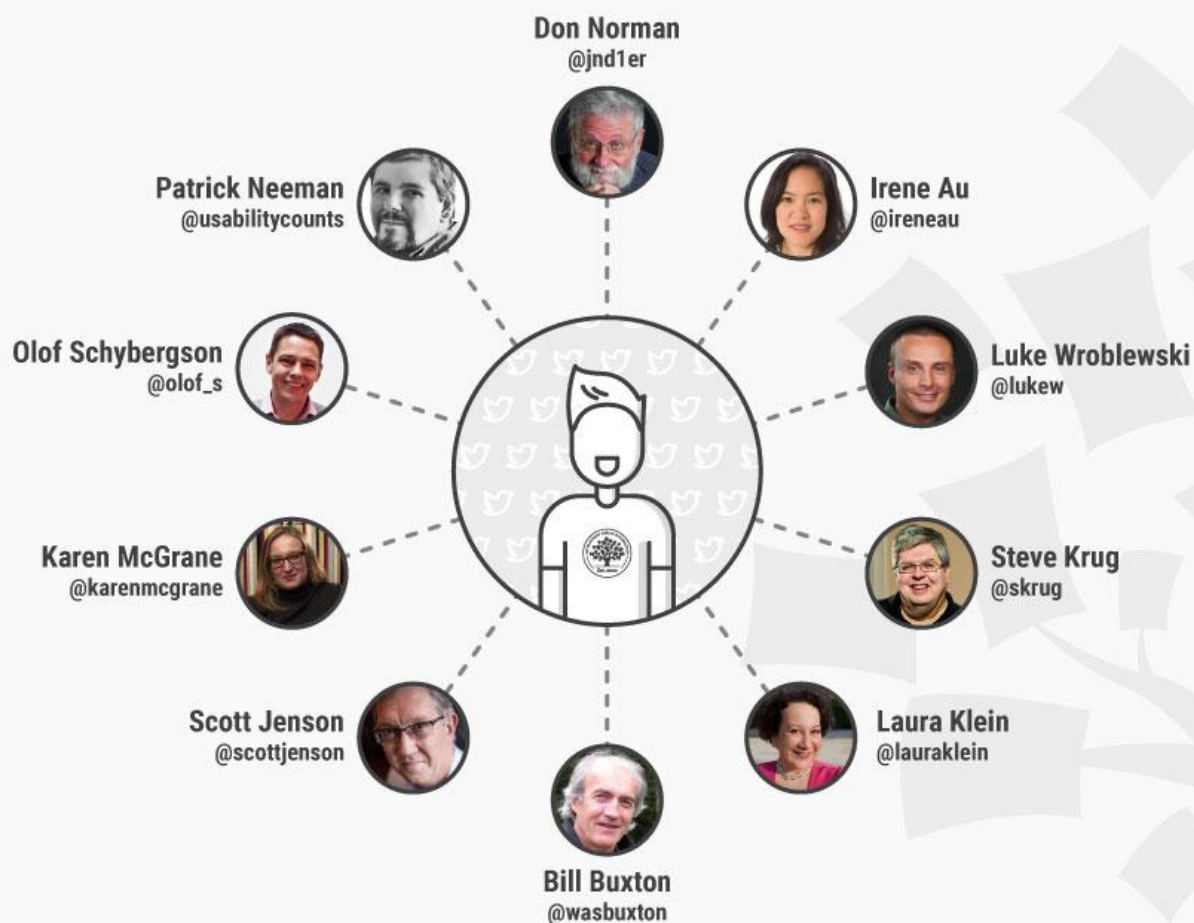 Don Norman
@jnd1er
Patrick Neeman
@usabilitycounts
Irene Au
@ireneau
Olof Schybergson
@olof_s
Luke Wroblewski
@lukew
Karen McGrane
@karenmcgrane
Steve Krug
@skrug
Scott Jenson
@scottjenson
Laura Klein
@lauraklein
Bill Buxton
@wasbuxton